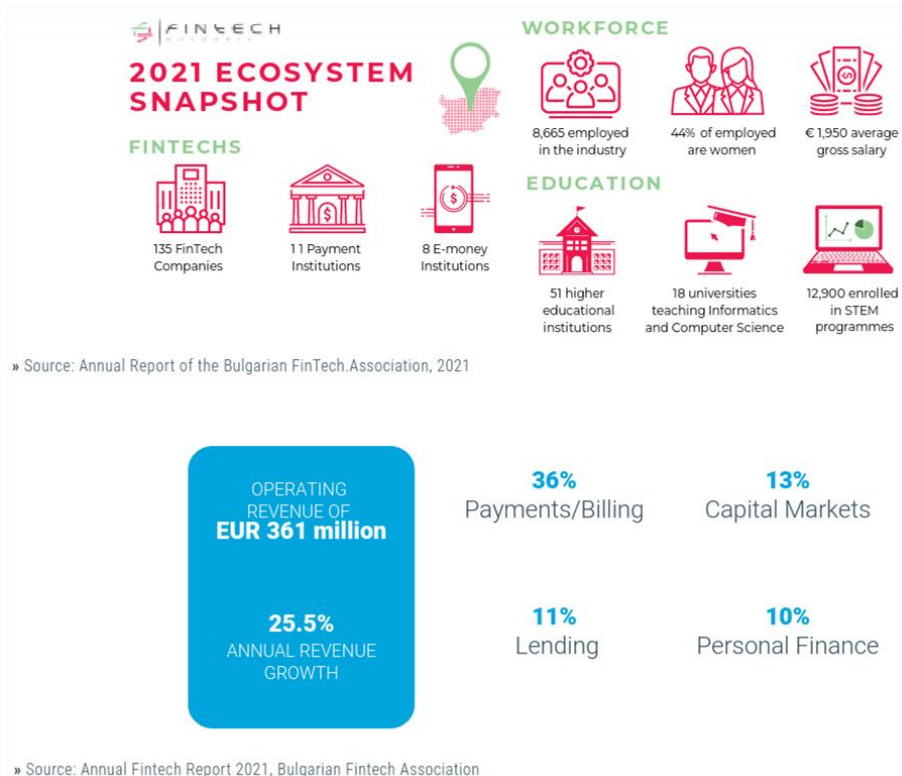 FINTECH
BULGARIA
2021 ECOSYSTEM
SNAPSHOT
FINTECHS
135 FinTech
Companies
11 Payment
Institutions
8 E-money
Institutions
WORKFORCE
8,665 employed
in the industry
44% of employed
are women
€ 1,950 average
gross salary
EDUCATION
51 higher
educational
institutions
18 universities
teaching Informatics
and Computer Science
12,900 enrolled
in STEM
programmes
» Source: Annual Report of the Bulgarian FinTech.Association, 2021
OPERATING
REVENUE OF
EUR 361 million
25.5%
ANNUAL REVENUE
GROWTH
36%
Payments/Billing
13%
Capital Markets
11%
Lending
10%
Personal Finance
» Source: Annual Fintech Report 2021, Bulgarian Fintech Association